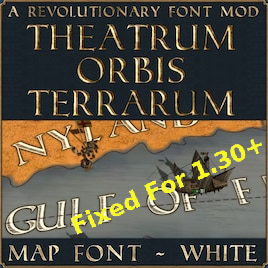 A REVOLUTIONARY FONT MOD
THEATRUM
ORBIS
TERRARUM
NYLAND
GULF OF F
Fixed For 1.30+
MAP FONT ~ WHITE